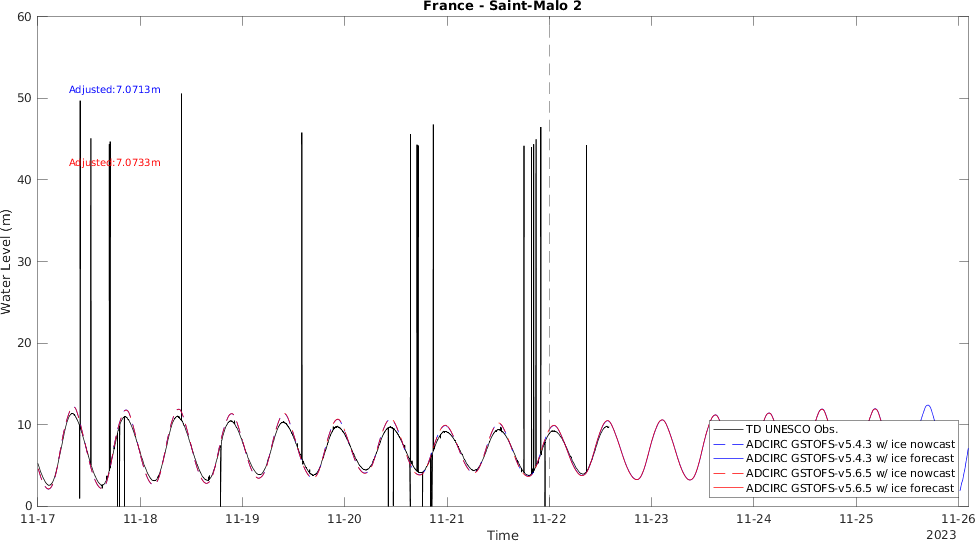 France - Saint-Malo 2
60
50
40
30
20
10
0
Water Level (m)
Adjusted:7.0713m
Adjusted:7.0733m
TD UNESCO Obs.
ADCIRC GSTOFS-v5.4.3 w/ ice nowcast
ADCIRC GSTOFS-v5.4.3 w/ ice forecast
ADCIRC GSTOFS-v5.6.5 w/ ice nowcast
ADCIRC GSTOFS-v5.6.5 w/ ice forecast
11-17 11-18 11-19 11-20 11-21 11-22 11-23 11-24 11-25 11-26
Time
2023